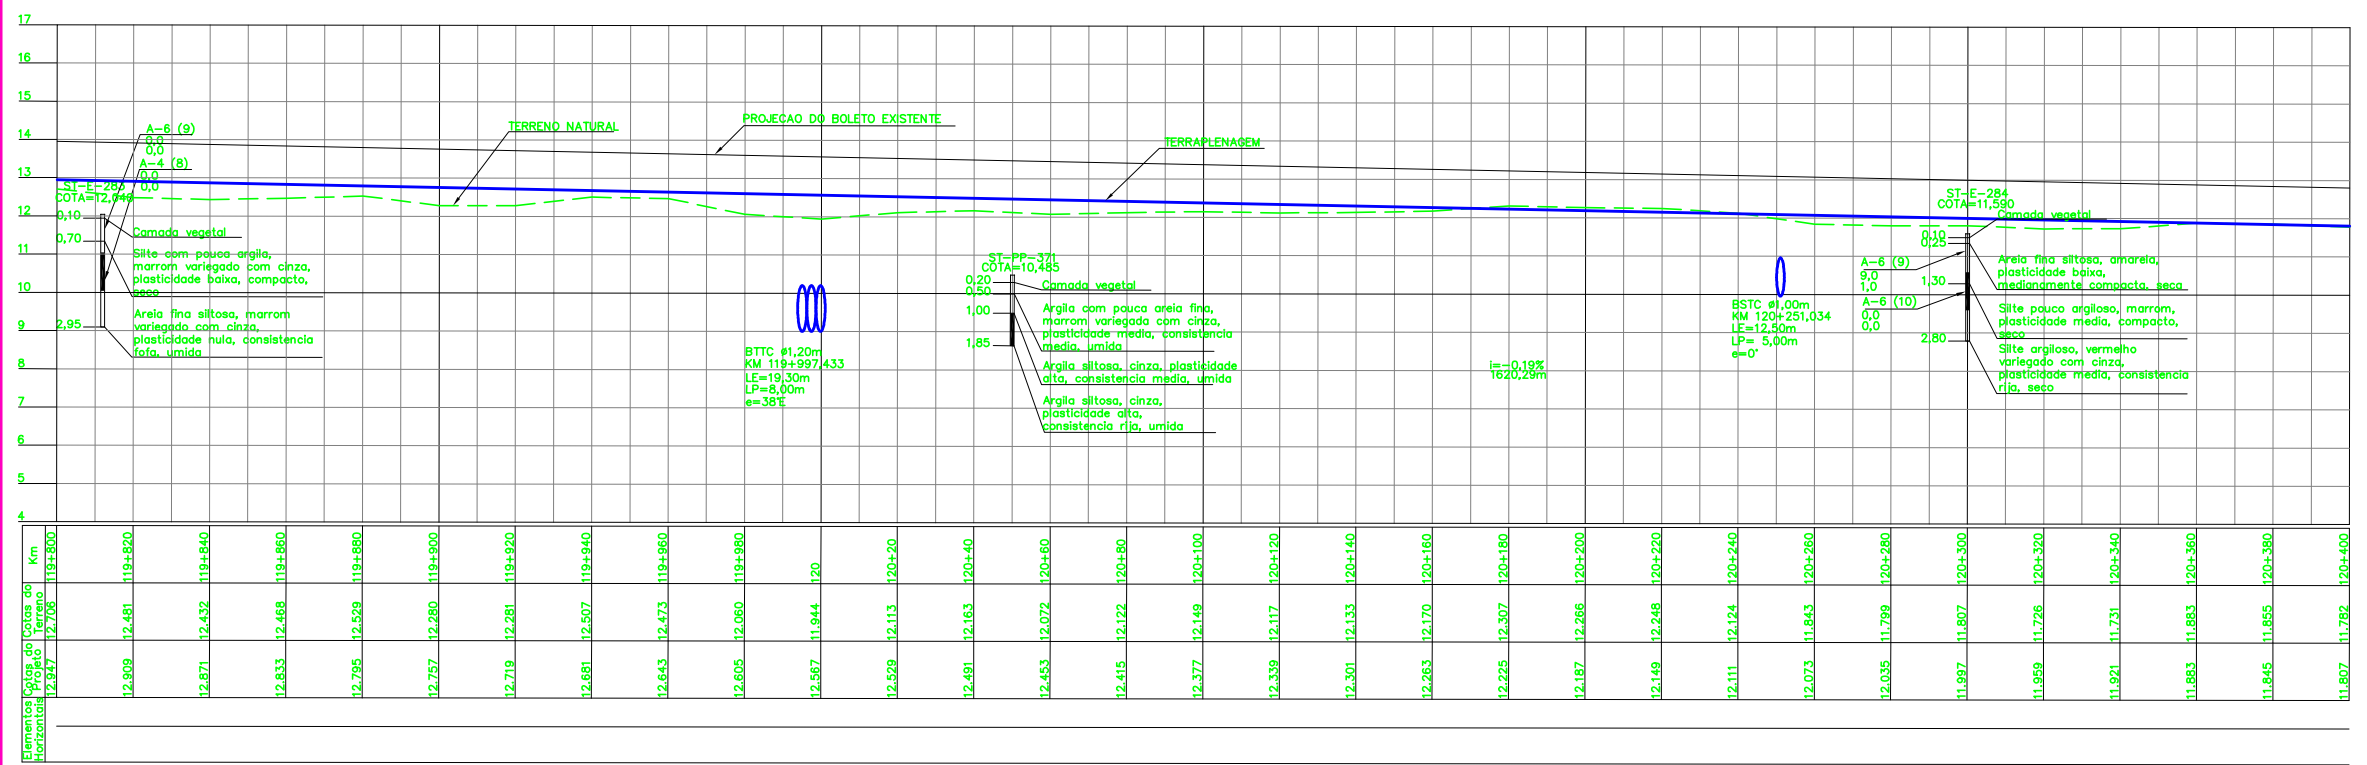 17
16
15
14
13
12
11
10
9
8
7
6
5
4
A-6 (9)
0,0
0,0
A-4 (8)
0,0
0,0
COTA=12,046
0,10
0,70
2,95
Camada vegetal
Silte com pouca argila,
marrom variegado com cinza,
plasticidade baixa, compacto,
seco
Areia fina siltosa, marrom
variegado com cinza,
plasticidade nula, consistencia
fofa, umida
TERRENO NATURAL
PROJECAO DO BOLETO EXISTENTE
TERRAPLENAGEM
BTTC ø1,20m
KM 119+997,433
LE=19,30m
LP=8,00m
e=38°E
ST-PP-371
COTA=10,485
0,20
0,50
1,00
1,85
Camada vegetal
Argila com pouca areia fina,
marrom variegado com cinza,
plasticidade media, consistencia
media, umida
Argila siltosa, cinza, plasticidade
alta, consistencia media, umida
Argila siltosa, cinza,
plasticidade alta,
consistencia rija, umida
i=-0,19%
1620,29m
BSTC ø1,00m
KM 120+251,034
LE=12,50m
LP= 5,00m
e=0°
ST-E-284
COTA=11,590
0,10
0,25
1,30
2,80
A-6 (9)
9,0
1,0
A-6 (10)
0,0
0,0
Camada vegetal
Areia fina siltosa, amarela,
plasticidade baixa,
medianamente compacta, seca
Silte pouco argiloso, marrom,
plasticidade media, compacto,
seco
Silte argiloso, vermelho
variegado com cinza,
plasticidade media, consistencia
rija, seco
Km 119+800 119+820 119+840 119+860 119+880 119+900 119+920 119+940 119+960 119+980 120 120+20 120+40 120+60 120+80 120+100 120+120 120+140 120+160 120+180 120+200 120+220 120+240 120+260 120+280 120+300 120+320 120+340 120+360 120+380 120+400
Cotas do Terreno 12.706 12.481 12.432 12.468 12.529 12.280 12.281 12.507 12.473 12.060 11.944 12.113 12.163 12.072 12.122 12.149 12.117 12.133 12.170 12.307 12.266 12.248 12.124 11.843 11.799 11.807 11.726 11.731 11.883 11.855 11.782
Cotas do Projeto 12.947 12.909 12.871 12.833 12.795 12.757 12.719 12.681 12.643 12.605 12.567 12.529 12.491 12.453 12.415 12.377 12.339 12.301 12.263 12.225 12.187 12.149 12.111 12.073 12.035 11.997 11.959 11.921 11.883 11.845 11.807
Elementos Horizontais